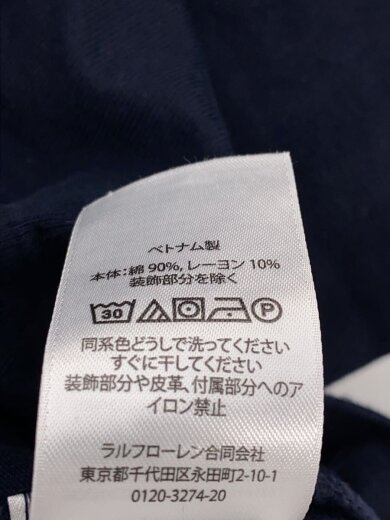 ベトナム製
本体:綿 90%, レーヨン 10%
装飾部分を除く
30 P
同系色どうしで洗ってください
すぐに干してください
装飾部分や皮革、付属部分へのア
イロン禁止
ラルフローレン合同会社
東京都千代田区永田町2-10-1
0120-3274-20